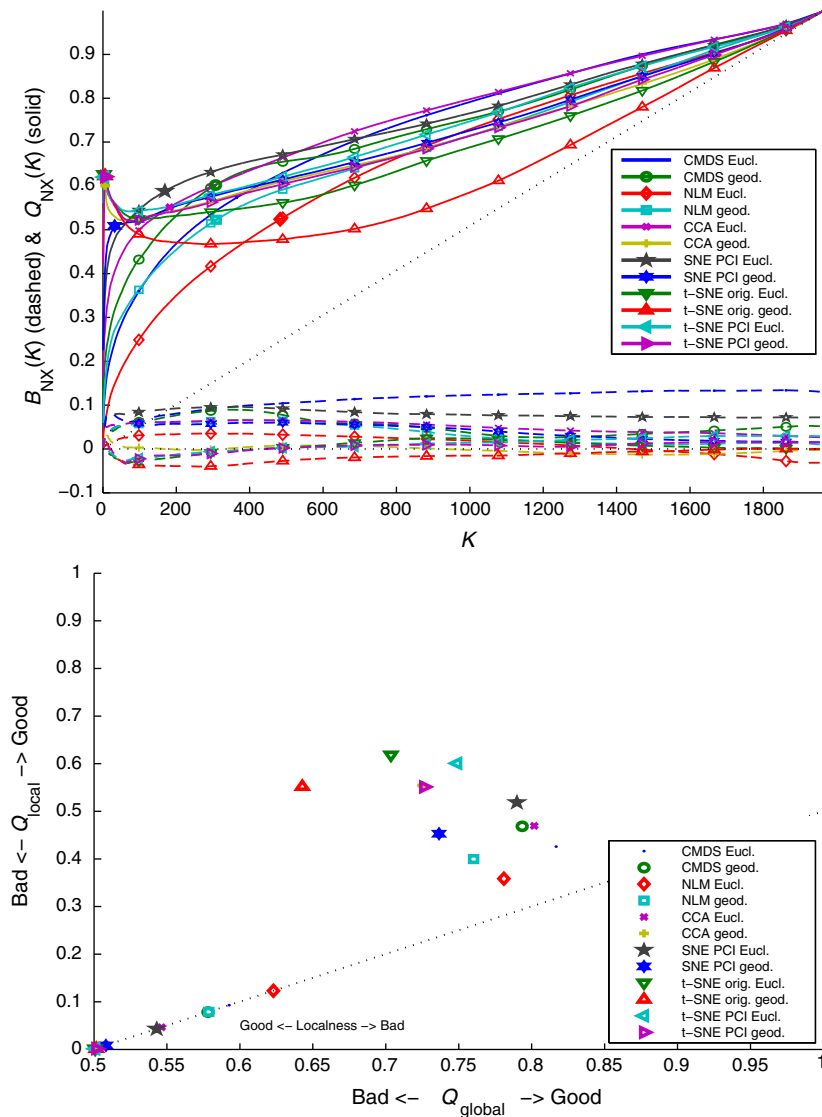 0.9
0.8
0.7
0.6
0.5
0.4
0.3
0.2
0.1
0
−0.1
B_NX(K) (dashed) & Q_NX(K) (solid)
0 200 400 600 800 1000 1200 1400 1600 1800
K
CMDS Eucl.
CMDS geod.
NLM Eucl.
NLM geod.
CCA Eucl.
CCA geod.
SNE PCI Eucl.
SNE PCI geod.
t−SNE orig. Eucl.
t−SNE orig. geod.
t−SNE PCI Eucl.
t−SNE PCI geod.
1
0.9
0.8
0.7
0.6
0.5
0.4
0.3
0.2
0.1
0
Bad <− Q_local −> Good
Good <− Localness −> Bad
CMDS Eucl.
CMDS geod.
NLM Eucl.
NLM geod.
CCA Eucl.
CCA geod.
SNE PCI Eucl.
SNE PCI geod.
t−SNE orig. Eucl.
t−SNE orig. geod.
t−SNE PCI Eucl.
t−SNE PCI geod.
0.5 0.55 0.6 0.65 0.7 0.75 0.8 0.85 0.9 0.95 1
Bad <− Q_global −> Good